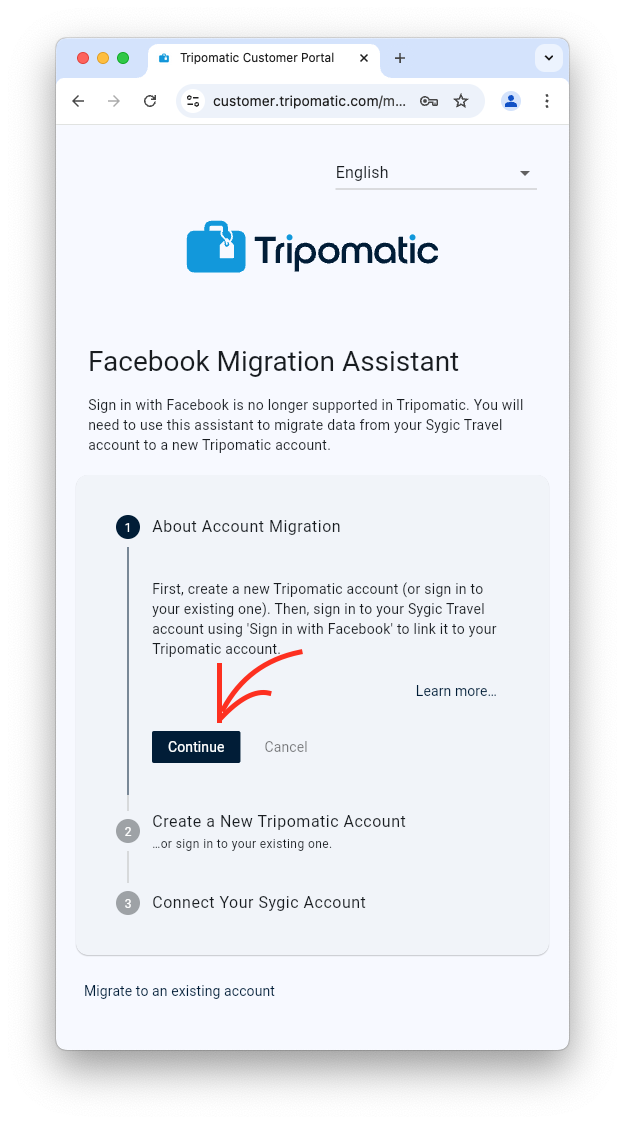 Tripomatic Customer Portal
customer.tripomatic.com/m...
English
Tripomatic
Facebook Migration Assistant
Sign in with Facebook is no longer supported in Tripomatic. You will
need to use this assistant to migrate data from your Sygic Travel
account to a new Tripomatic account.
1 About Account Migration
First, create a new Tripomatic account (or sign in to
your existing one). Then, sign in to your Sygic Travel
account using 'Sign in with Facebook' to link it to your
Tripomatic account.
Learn more…
Continue Cancel
2 Create a New Tripomatic Account
…or sign in to your existing one.
3 Connect Your Sygic Account
Migrate to an existing account